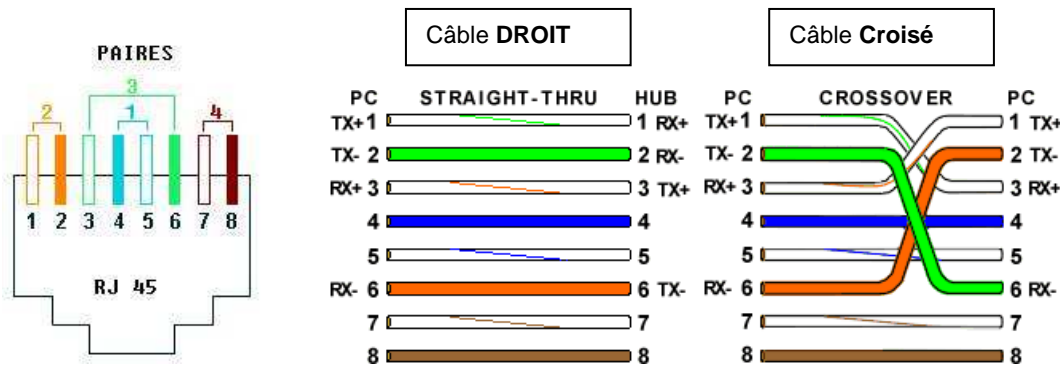 PAIRES
3
2 1 4
1 2 3 4 5 6 7 8
RJ 45
Câble DROIT
PC STRAIGHT-THRU HUB
TX+ 1 1 RX+
TX- 2 2 RX-
RX+ 3 3 TX+
4 4
5 5
RX- 6 6 TX-
7 7
8 8
Câble Croisé
PC CROSSOVER PC
TX+ 1 1 TX+
TX- 2 2 TX-
RX+ 3 3 RX+
4 4
5 5
RX- 6 6 RX-
7 7
8 8